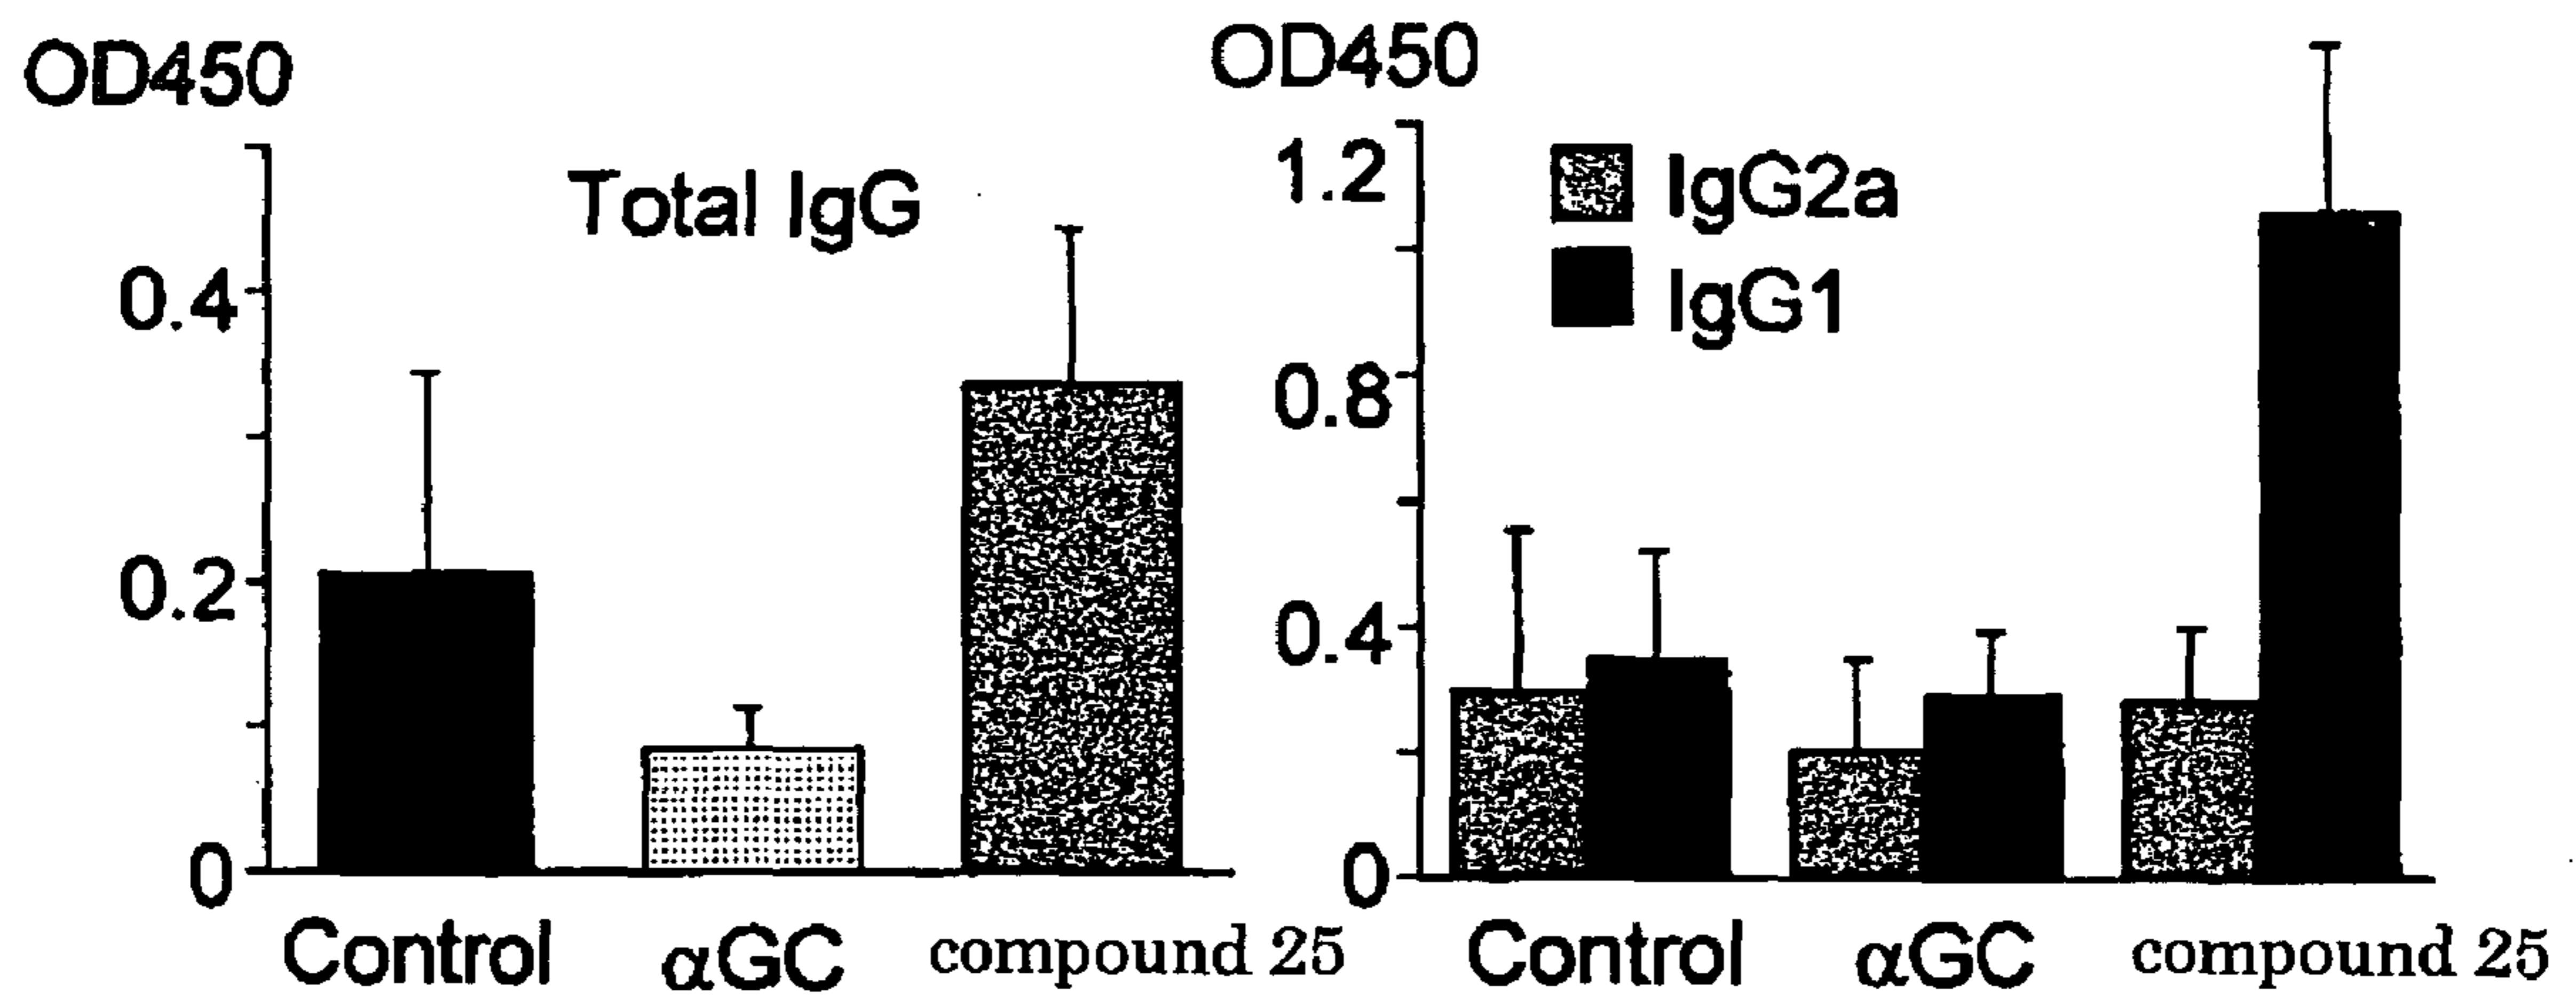 OD450
Total IgG
0.4
0.2
0
Control αGC compound 25
OD450
1.2
0.8
0.4
0
IgG2a
IgG1
Control αGC compound 25